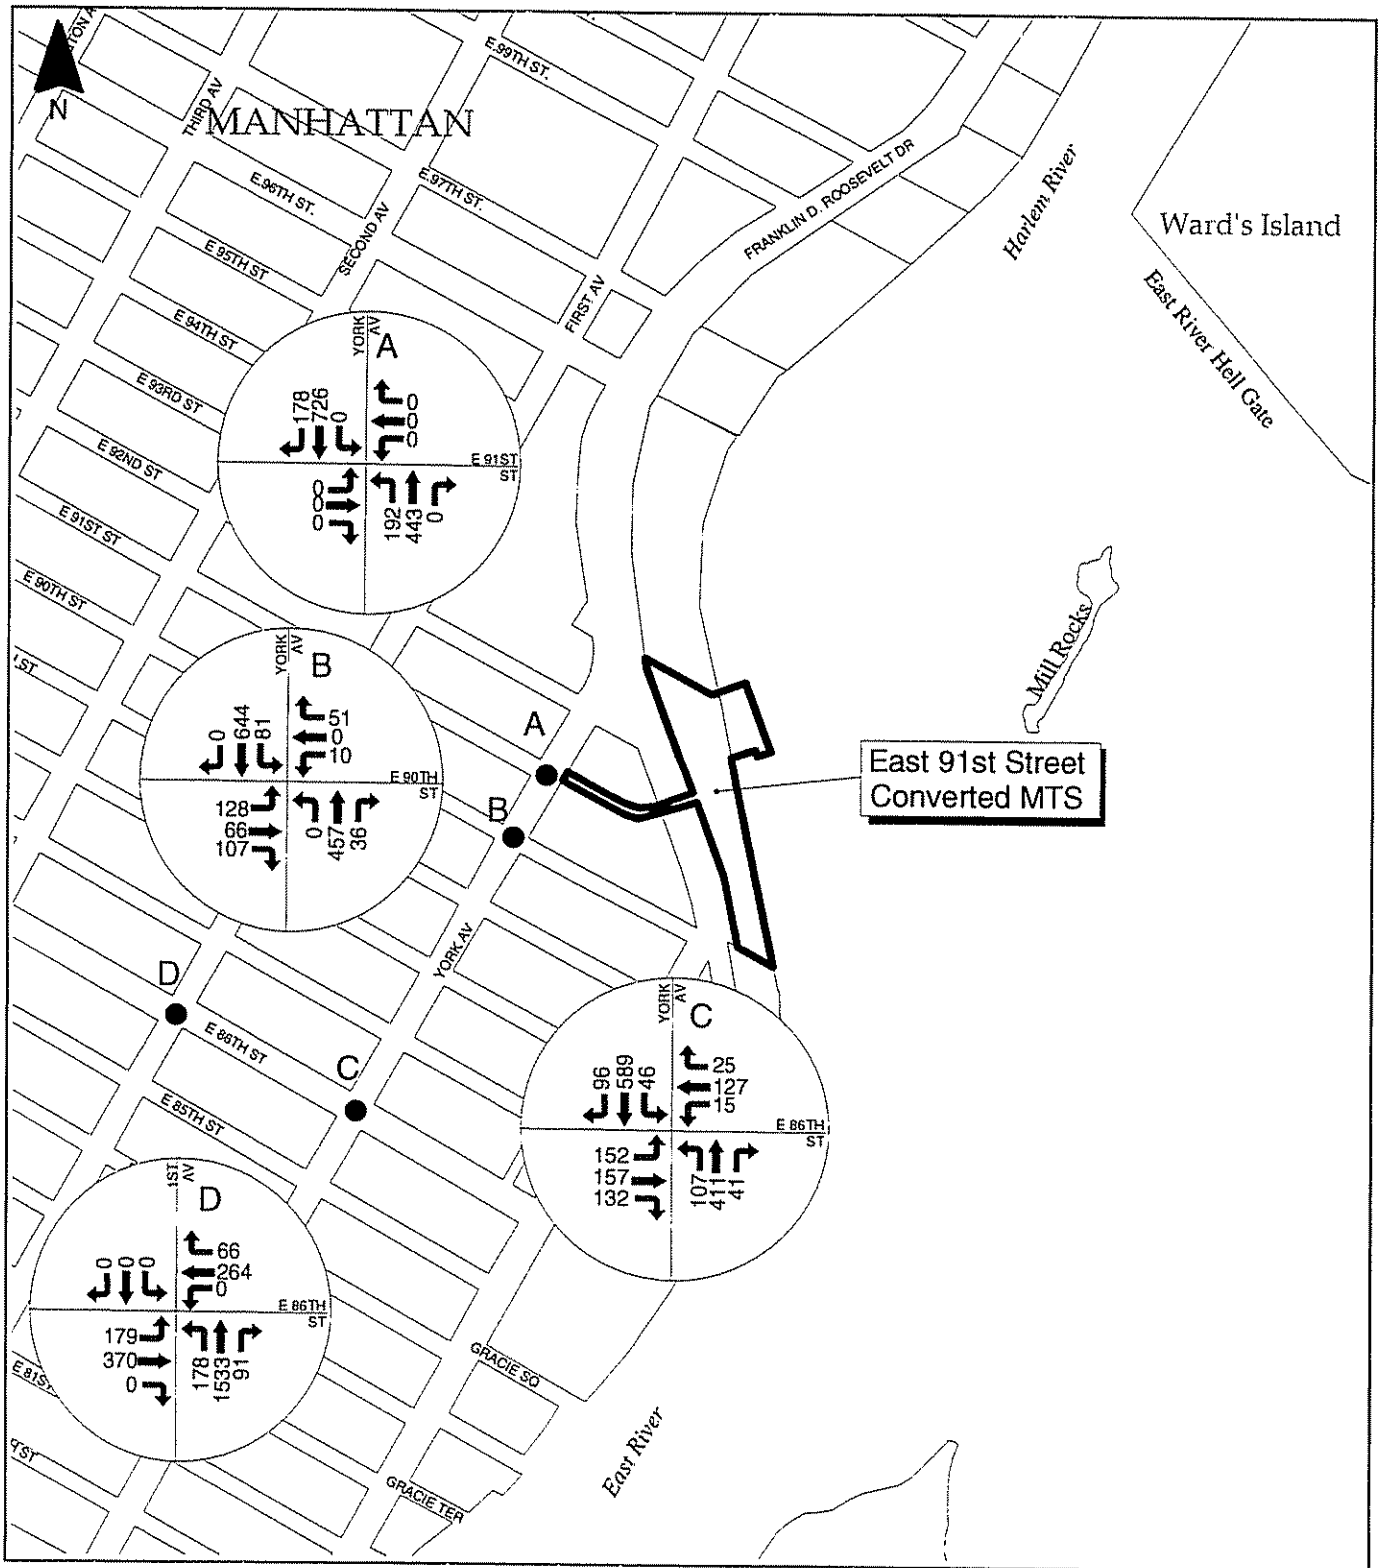 N
MANHATTAN
THIRD AV
E.99TH ST.
E.97TH ST.
E.96TH ST.
SECOND AV
E 95TH ST
E 94TH ST
E 93RD ST
E 92ND ST
E 91ST ST
E 90TH ST
FIRST AV
FRANKLIN D. ROOSEVELT DR
Harlem River
Ward's Island
East River Hell Gate
Mill Rocks
YORK
AV
A
178
726
0
0
0
0
E 91ST
ST
0
0
0
192
443
0
YORK
AV
B
0
644
81
51
0
10
E 90TH
ST
128
66
107
0
457
36
A
B
East 91st Street
Converted MTS
YORK AV
D
E 86TH ST
C
E 85TH ST
YORK
AV
C
96
589
46
25
127
15
E 86TH
ST
152
157
132
107
411
41
1ST
AV
D
0
0
0
66
264
0
E 86TH
ST
179
370
0
178
1533
91
GRACIE SQ
East River
GRACIE TER